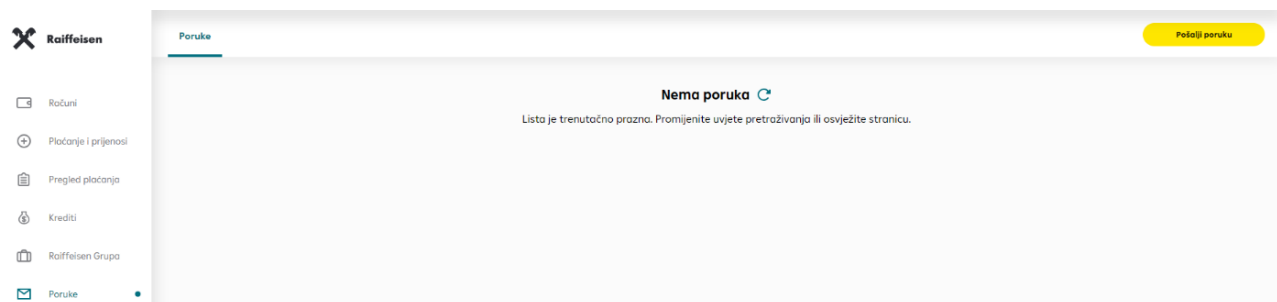 Raiffeisen
Poruke
Pošalji poruku
Računi
Plaćanje i prijenosi
Pregled plaćanja
Krediti
Raiffeisen Grupa
Poruke
Nema poruka
Lista je trenutačno prazna. Promijenite uvjete pretraživanja ili osvježite stranicu.